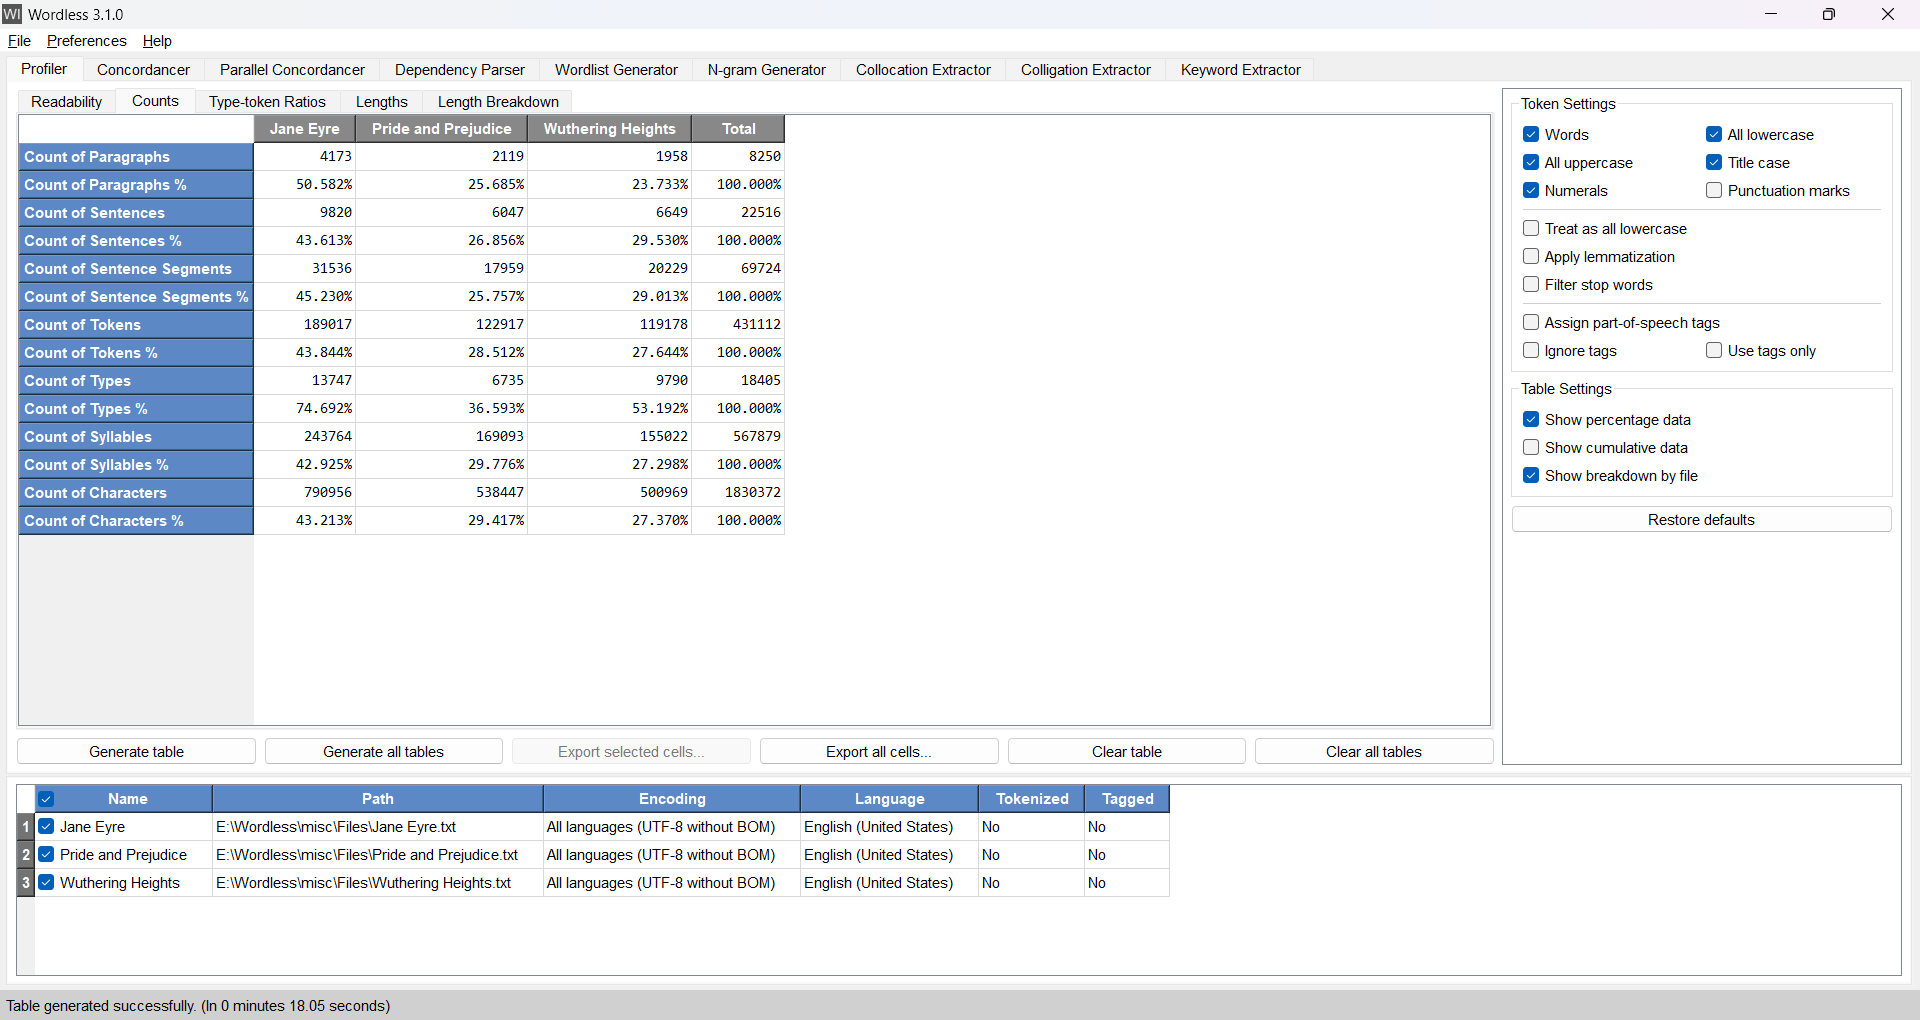 WI Wordless 3.1.0
File Preferences Help
Profiler Concordancer Parallel Concordancer Dependency Parser Wordlist Generator N-gram Generator Collocation Extractor Colligation Extractor Keyword Extractor
Readability Counts Type-token Ratios Lengths Length Breakdown
Jane Eyre Pride and Prejudice Wuthering Heights Total
Count of Paragraphs 4173 2119 1958 8250
Count of Paragraphs % 50.582% 25.685% 23.733% 100.000%
Count of Sentences 9820 6047 6649 22516
Count of Sentences % 43.613% 26.856% 29.530% 100.000%
Count of Sentence Segments 31536 17959 20229 69724
Count of Sentence Segments % 45.230% 25.757% 29.013% 100.000%
Count of Tokens 189017 122917 119178 431112
Count of Tokens % 43.844% 28.512% 27.644% 100.000%
Count of Types 13747 6735 9790 18405
Count of Types % 74.692% 36.593% 53.192% 100.000%
Count of Syllables 243764 169093 155022 567879
Count of Syllables % 42.925% 29.776% 27.298% 100.000%
Count of Characters 790956 538447 500969 1830372
Count of Characters % 43.213% 29.417% 27.370% 100.000%
Generate table Generate all tables Export selected cells... Export all cells... Clear table Clear all tables
Token Settings
Words All lowercase
All uppercase Title case
Numerals Punctuation marks
Treat as all lowercase
Apply lemmatization
Filter stop words
Assign part-of-speech tags
Ignore tags Use tags only
Table Settings
Show percentage data
Show cumulative data
Show breakdown by file
Restore defaults
Name Path Encoding Language Tokenized Tagged
1 Jane Eyre E:\Wordless\misc\Files\Jane Eyre.txt All languages (UTF-8 without BOM) English (United States) No No
2 Pride and Prejudice E:\Wordless\misc\Files\Pride and Prejudice.txt All languages (UTF-8 without BOM) English (United States) No No
3 Wuthering Heights E:\Wordless\misc\Files\Wuthering Heights.txt All languages (UTF-8 without BOM) English (United States) No No
Table generated successfully. (In 0 minutes 18.05 seconds)